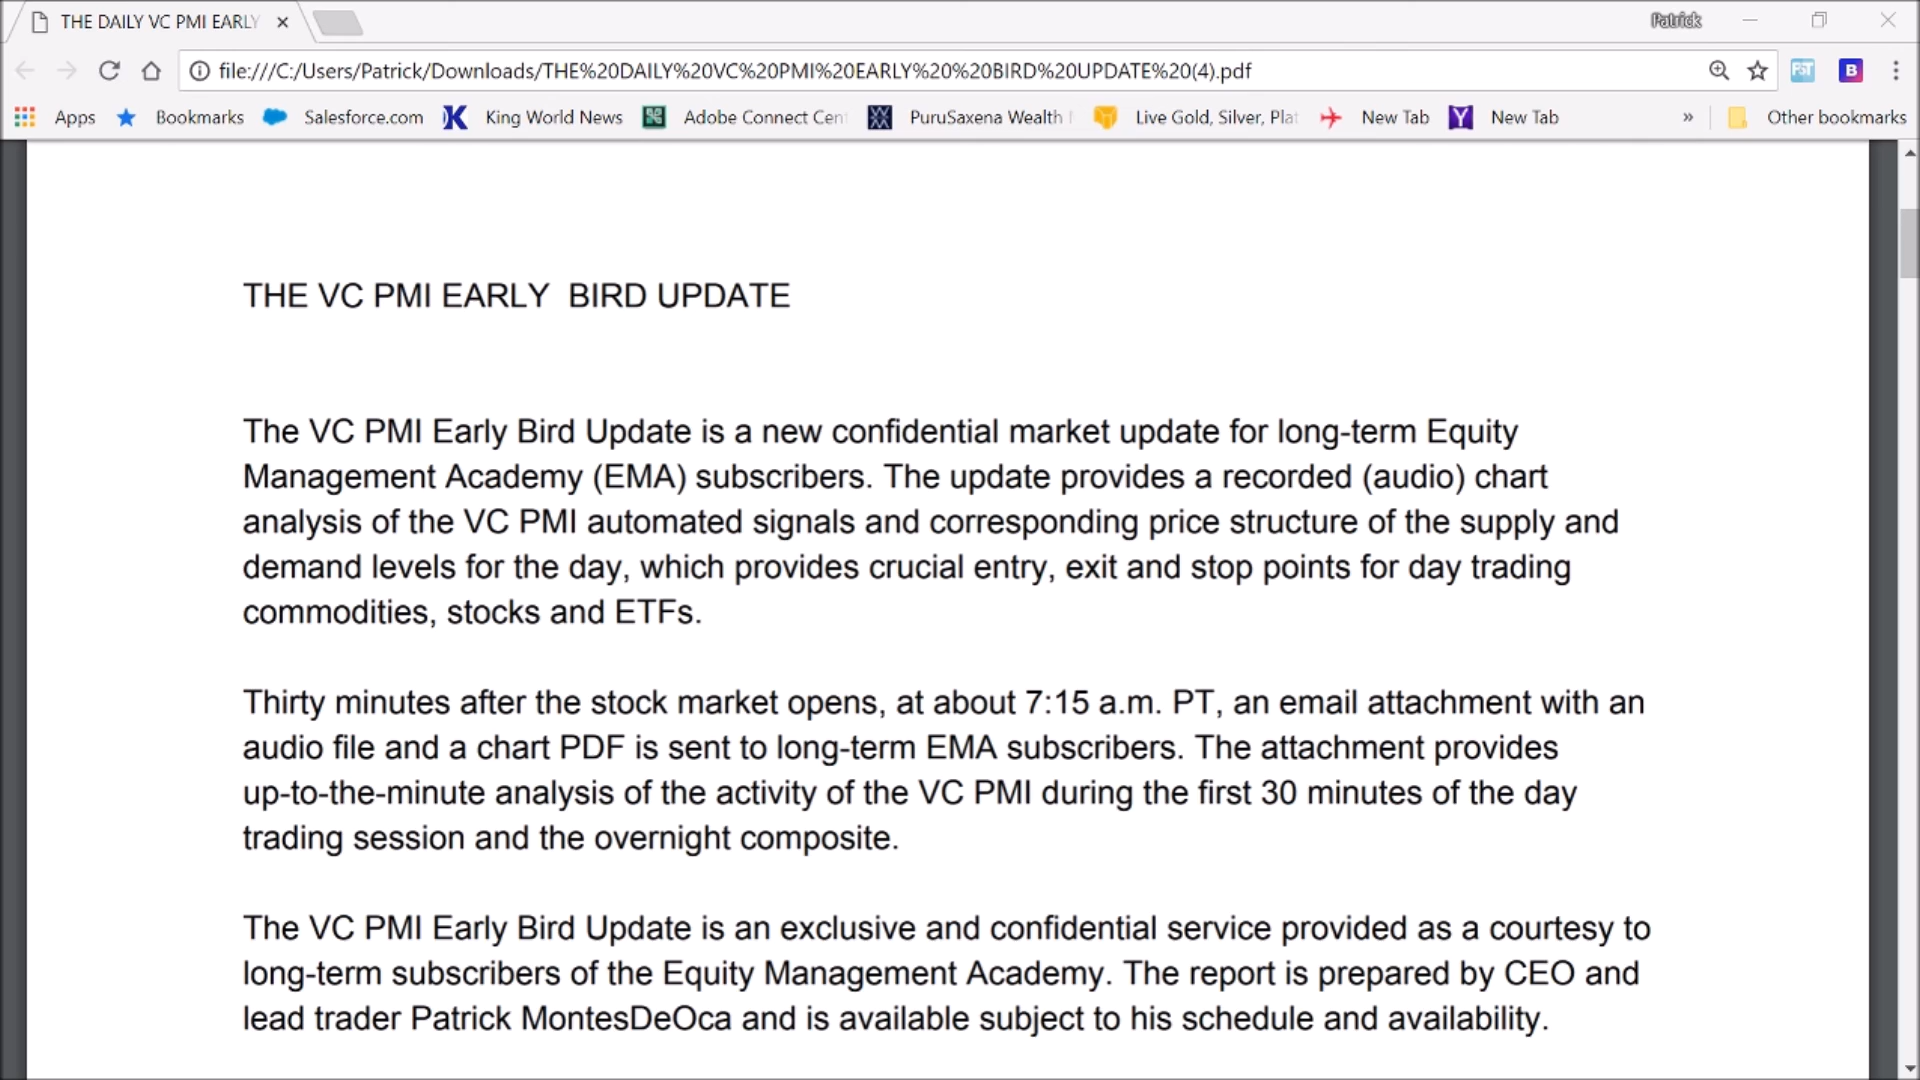 THE DAILY VC PMI EARLY
Patrick
file:///C:/Users/Patrick/Downloads/THE%20DAILY%20VC%20PMI%20EARLY%20%20BIRD%20UPDATE%20(4).pdf
Apps Bookmarks Salesforce.com King World News Adobe Connect Cen PuruSaxena Wealth Live Gold, Silver, Plat New Tab New Tab » Other bookmarks
THE VC PMI EARLY  BIRD UPDATE
The VC PMI Early Bird Update is a new confidential market update for long-term Equity
Management Academy (EMA) subscribers. The update provides a recorded (audio) chart
analysis of the VC PMI automated signals and corresponding price structure of the supply and
demand levels for the day, which provides crucial entry, exit and stop points for day trading
commodities, stocks and ETFs.
Thirty minutes after the stock market opens, at about 7:15 a.m. PT, an email attachment with an
audio file and a chart PDF is sent to long-term EMA subscribers. The attachment provides
up-to-the-minute analysis of the activity of the VC PMI during the first 30 minutes of the day
trading session and the overnight composite.
The VC PMI Early Bird Update is an exclusive and confidential service provided as a courtesy to
long-term subscribers of the Equity Management Academy. The report is prepared by CEO and
lead trader Patrick MontesDeOca and is available subject to his schedule and availability.